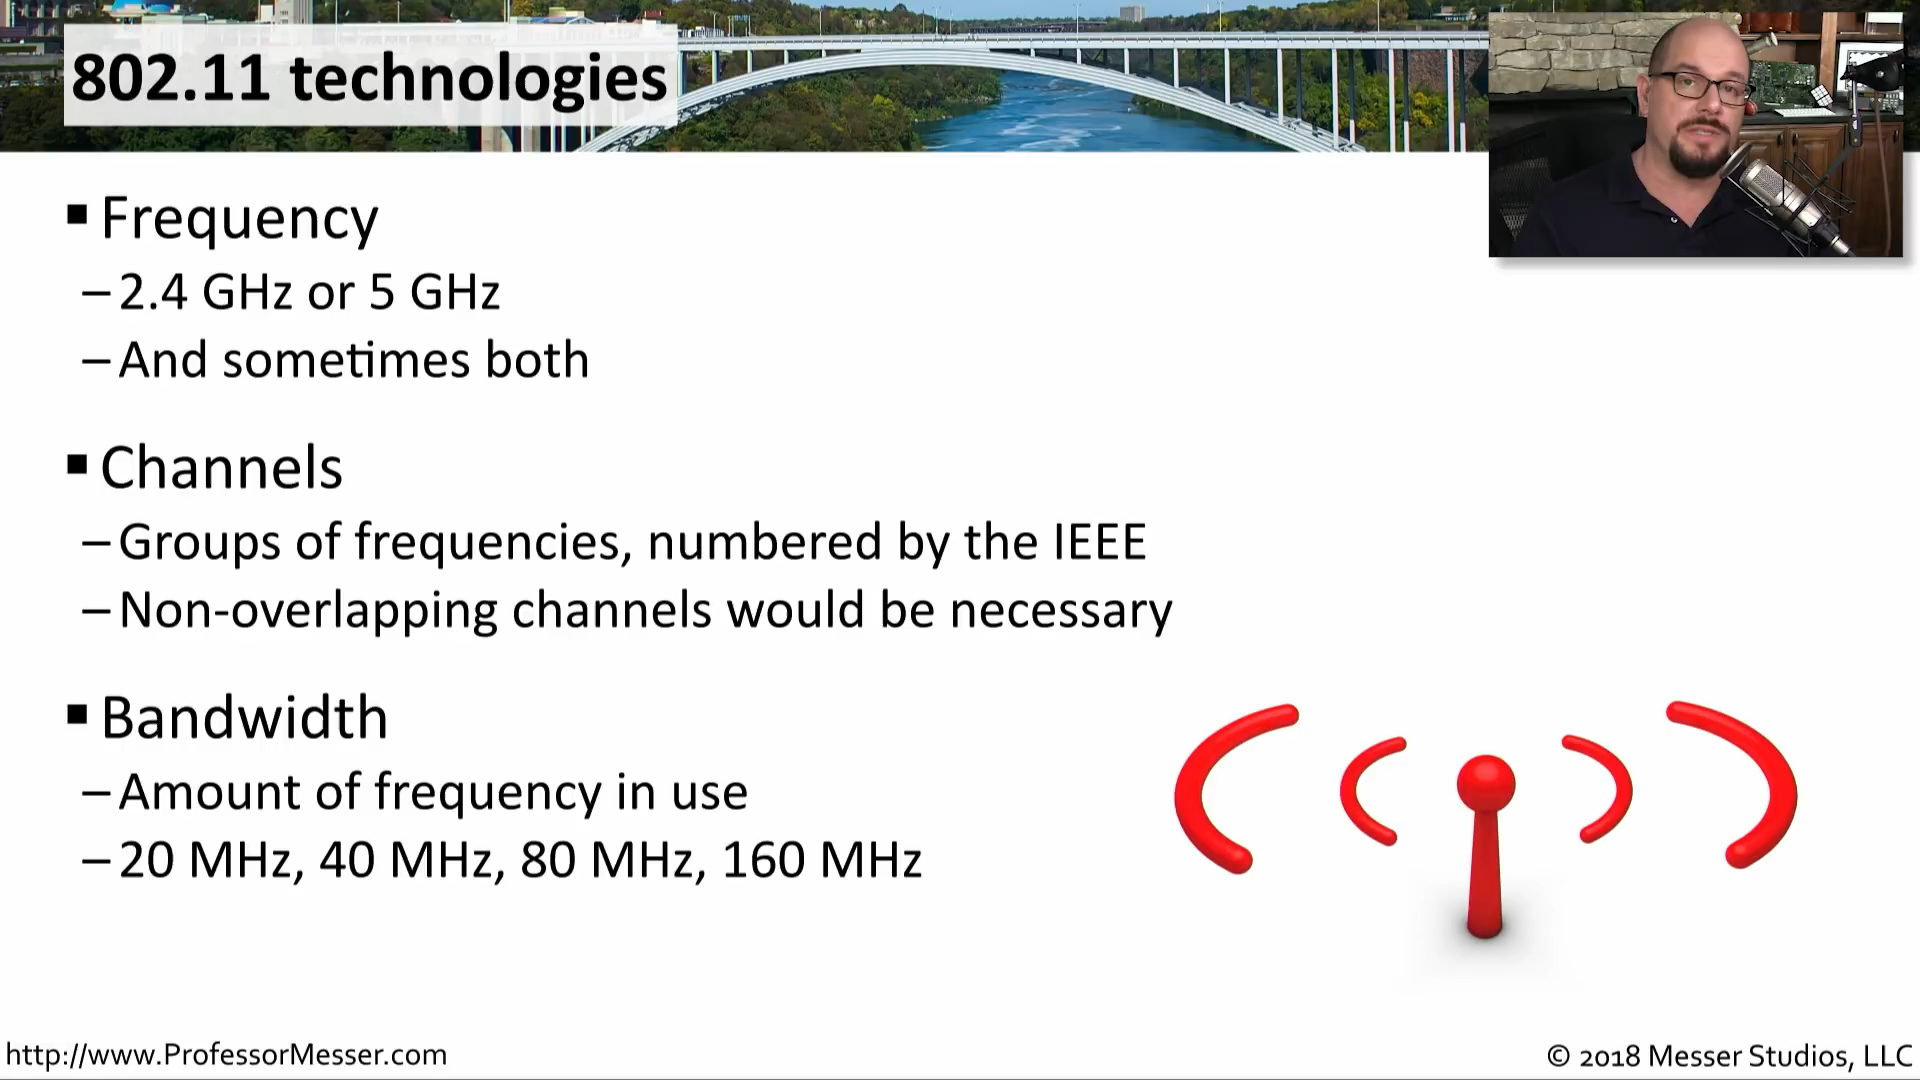 802.11 technologies
▪ Frequency
– 2.4 GHz or 5 GHz
– And sometimes both
▪ Channels
– Groups of frequencies, numbered by the IEEE
– Non-overlapping channels would be necessary
▪ Bandwidth
– Amount of frequency in use
– 20 MHz, 40 MHz, 80 MHz, 160 MHz
http://www.ProfessorMesser.com
© 2018 Messer Studios, LLC